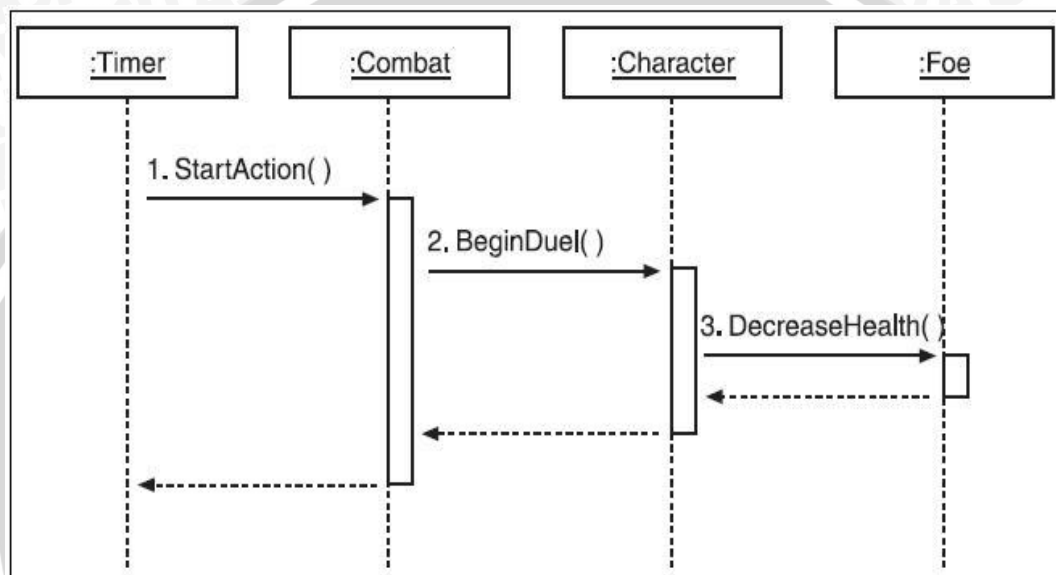 :Timer
:Combat
:Character
:Foe
1. StartAction( )
2. BeginDuel( )
3. DecreaseHealth( )